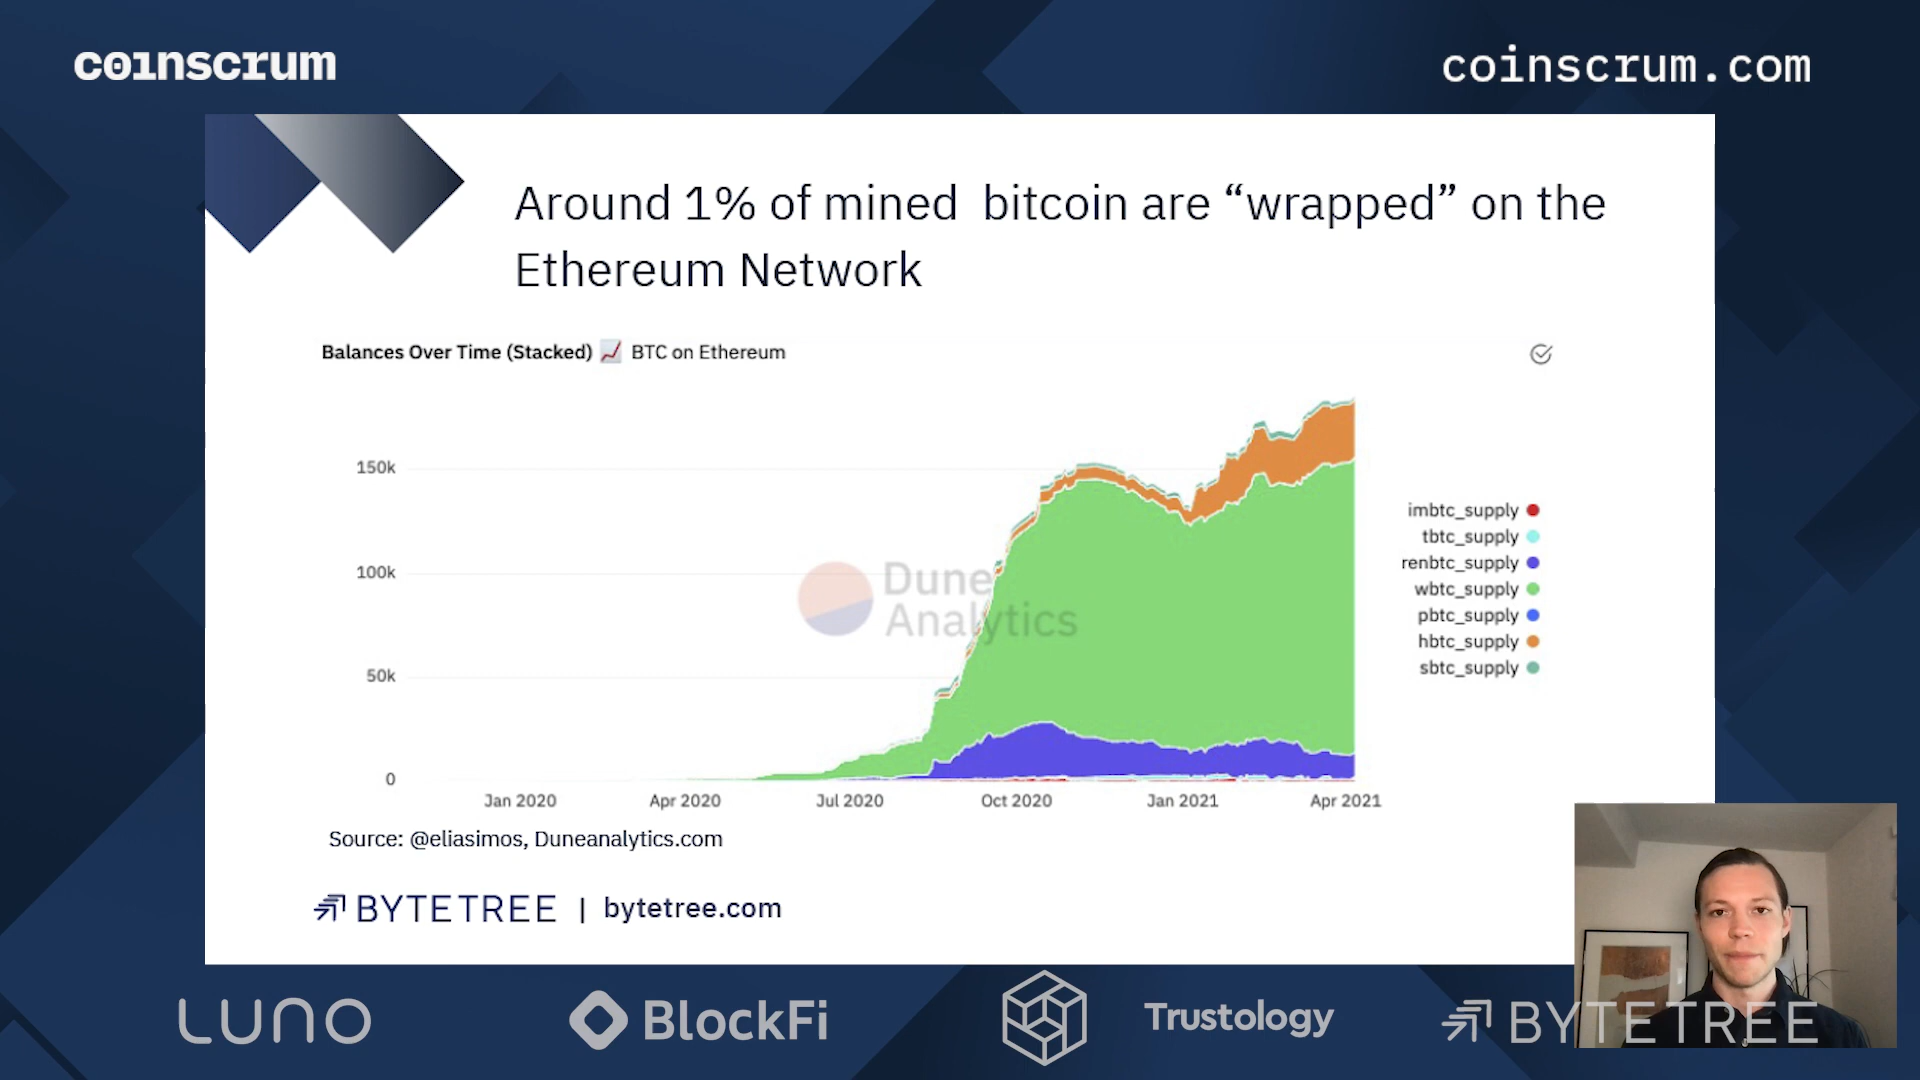 coinscrum
coinscrum.com
Around 1% of mined bitcoin are “wrapped” on the
Ethereum Network
Balances Over Time (Stacked) BTC on Ethereum
150k
100k
50k
0
Dune
Analytics
imbtc_supply
tbtc_supply
renbtc_supply
wbtc_supply
pbtc_supply
hbtc_supply
sbtc_supply
Jan 2020
Apr 2020
Jul 2020
Oct 2020
Jan 2021
Apr 2021
Source: @eliasimos, Duneanalytics.com
BYTETREE | bytetree.com
LUNO
BlockFi
Trustology
BYTETREE